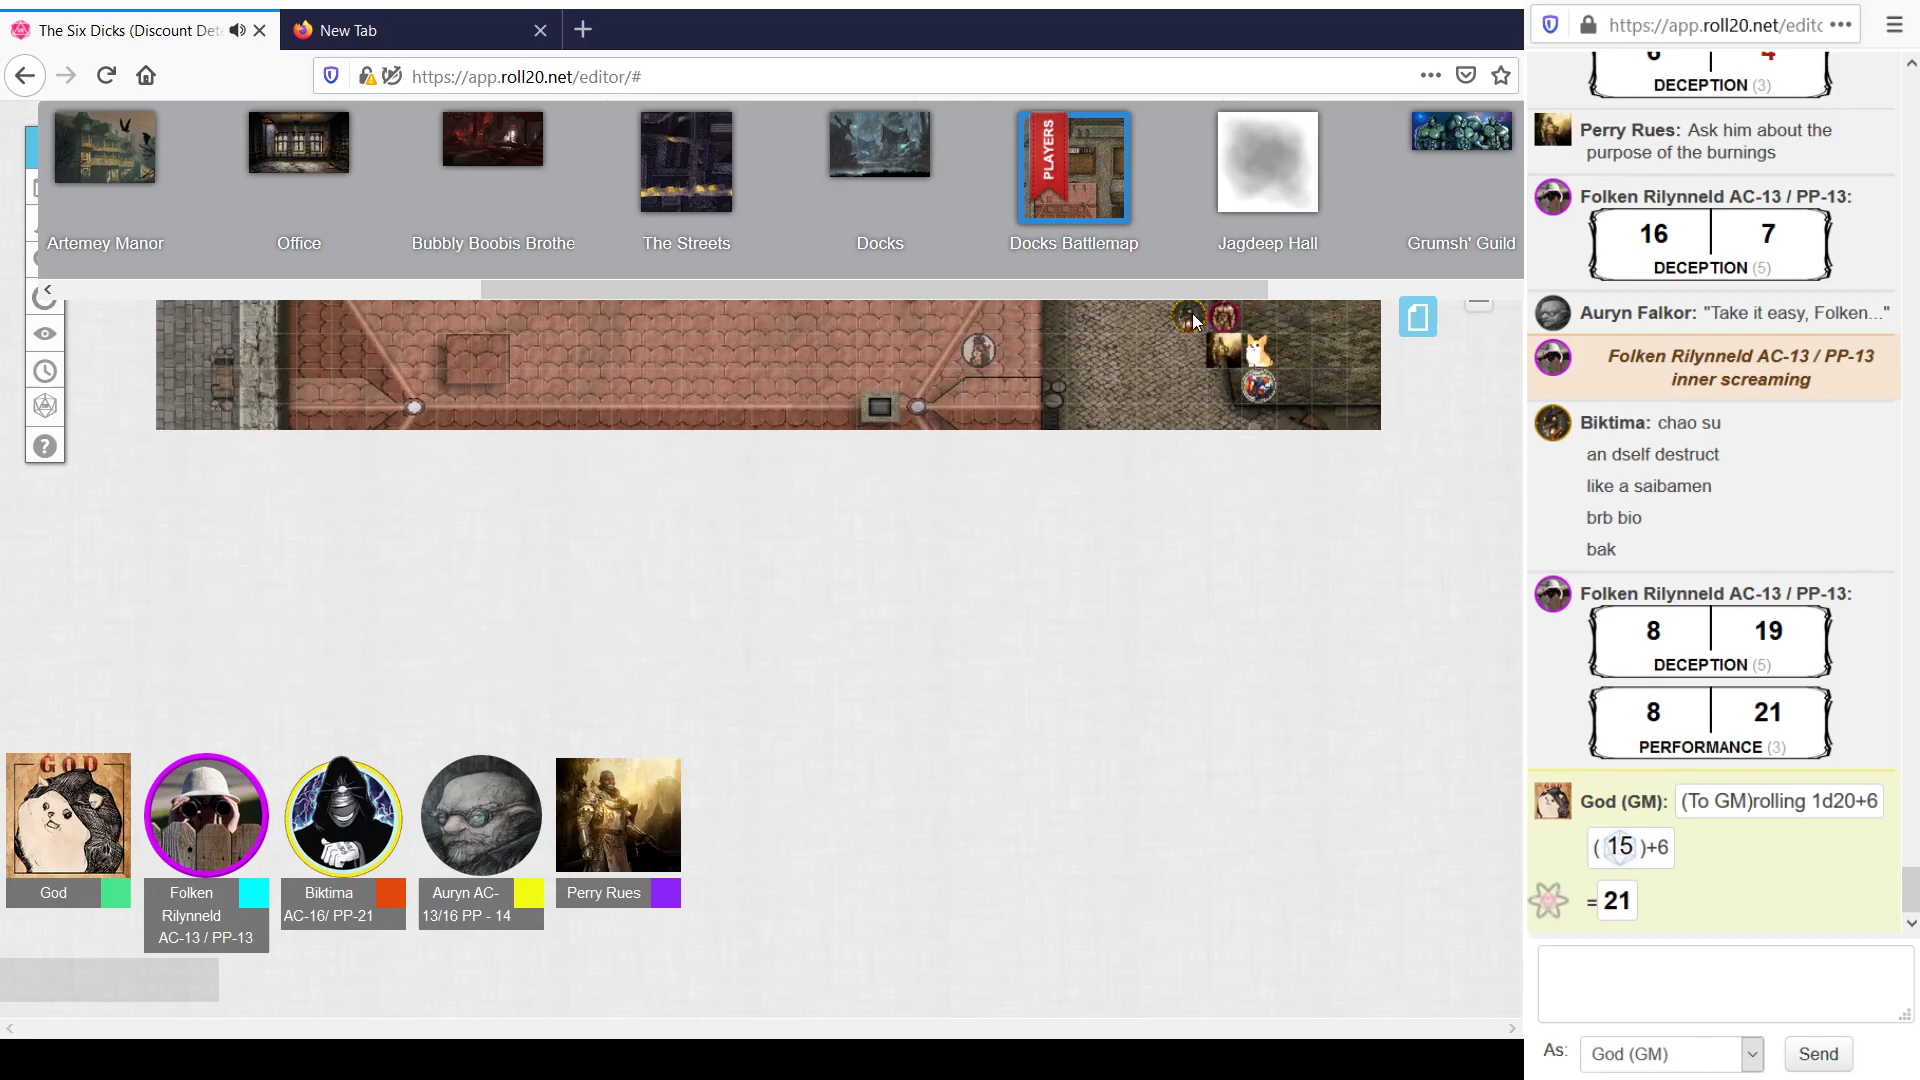 The Six Dicks (Discount Det
New Tab
https://app.roll20.net/editor/#
https://app.roll20.net/editc
Artemey Manor
Office
Bubbly Boobis Brothe
The Streets
Docks
PLAYERS
Docks Battlemap
Jagdeep Hall
Grumsh' Guild
DECEPTION (3)
Perry Rues: Ask him about the
purpose of the burnings
Folken Rilynneld AC-13 / PP-13:
16 7
DECEPTION (5)
Auryn Falkor: "Take it easy, Folken..."
Folken Rilynneld AC-13 / PP-13
inner screaming
Biktima: chao su
an dself destruct
like a saibamen
brb bio
bak
Folken Rilynneld AC-13 / PP-13:
8 19
DECEPTION (5)
8 21
PERFORMANCE (3)
God (GM): (To GM)rolling 1d20+6
(15)+6
=21
GOD
God
Folken
Rilynneld
AC-13 / PP-13
Biktima
AC-16/ PP-21
Auryn AC-
13/16 PP - 14
Perry Rues
As: God (GM) Send